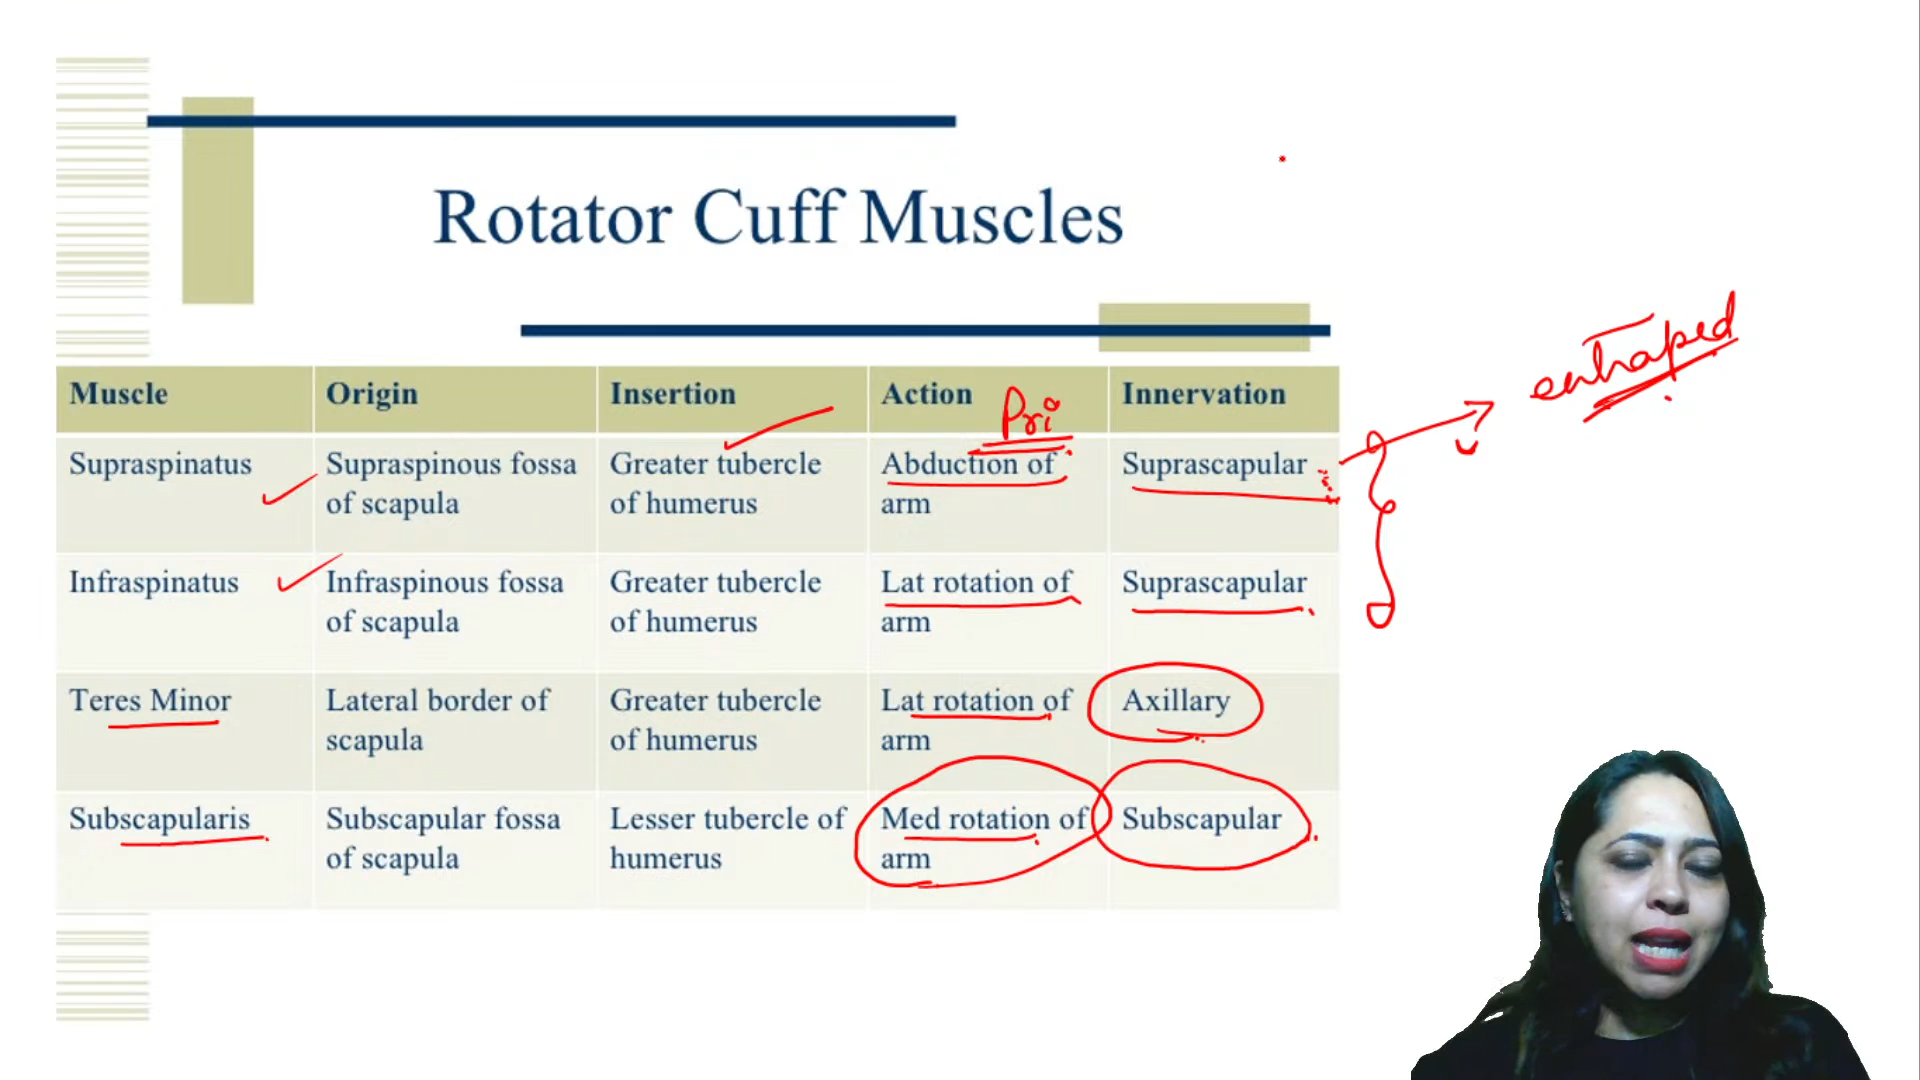 Rotator Cuff Muscles
entraped
Muscle Origin Insertion Action Innervation
Pri°
Supraspinatus Supraspinous fossa Greater tubercle Abduction of Suprascapular
of scapula of humerus arm
Infraspinatus Infraspinous fossa Greater tubercle Lat rotation of Suprascapular
of scapula of humerus arm
Teres Minor Lateral border of Greater tubercle Lat rotation of Axillary
scapula of humerus arm
Subscapularis Subscapular fossa Lesser tubercle of Med rotation of Subscapular
of scapula humerus arm